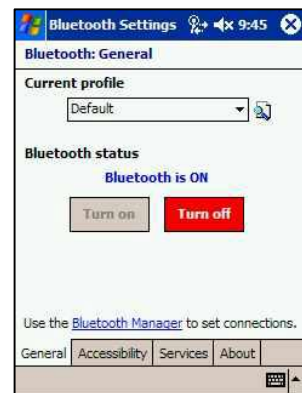 Bluetooth Settings 9:45
Bluetooth: General
Current profile
Default
Bluetooth status
Bluetooth is ON
Turn on Turn off
Use the Bluetooth Manager to set connections.
General Accessibility Services About